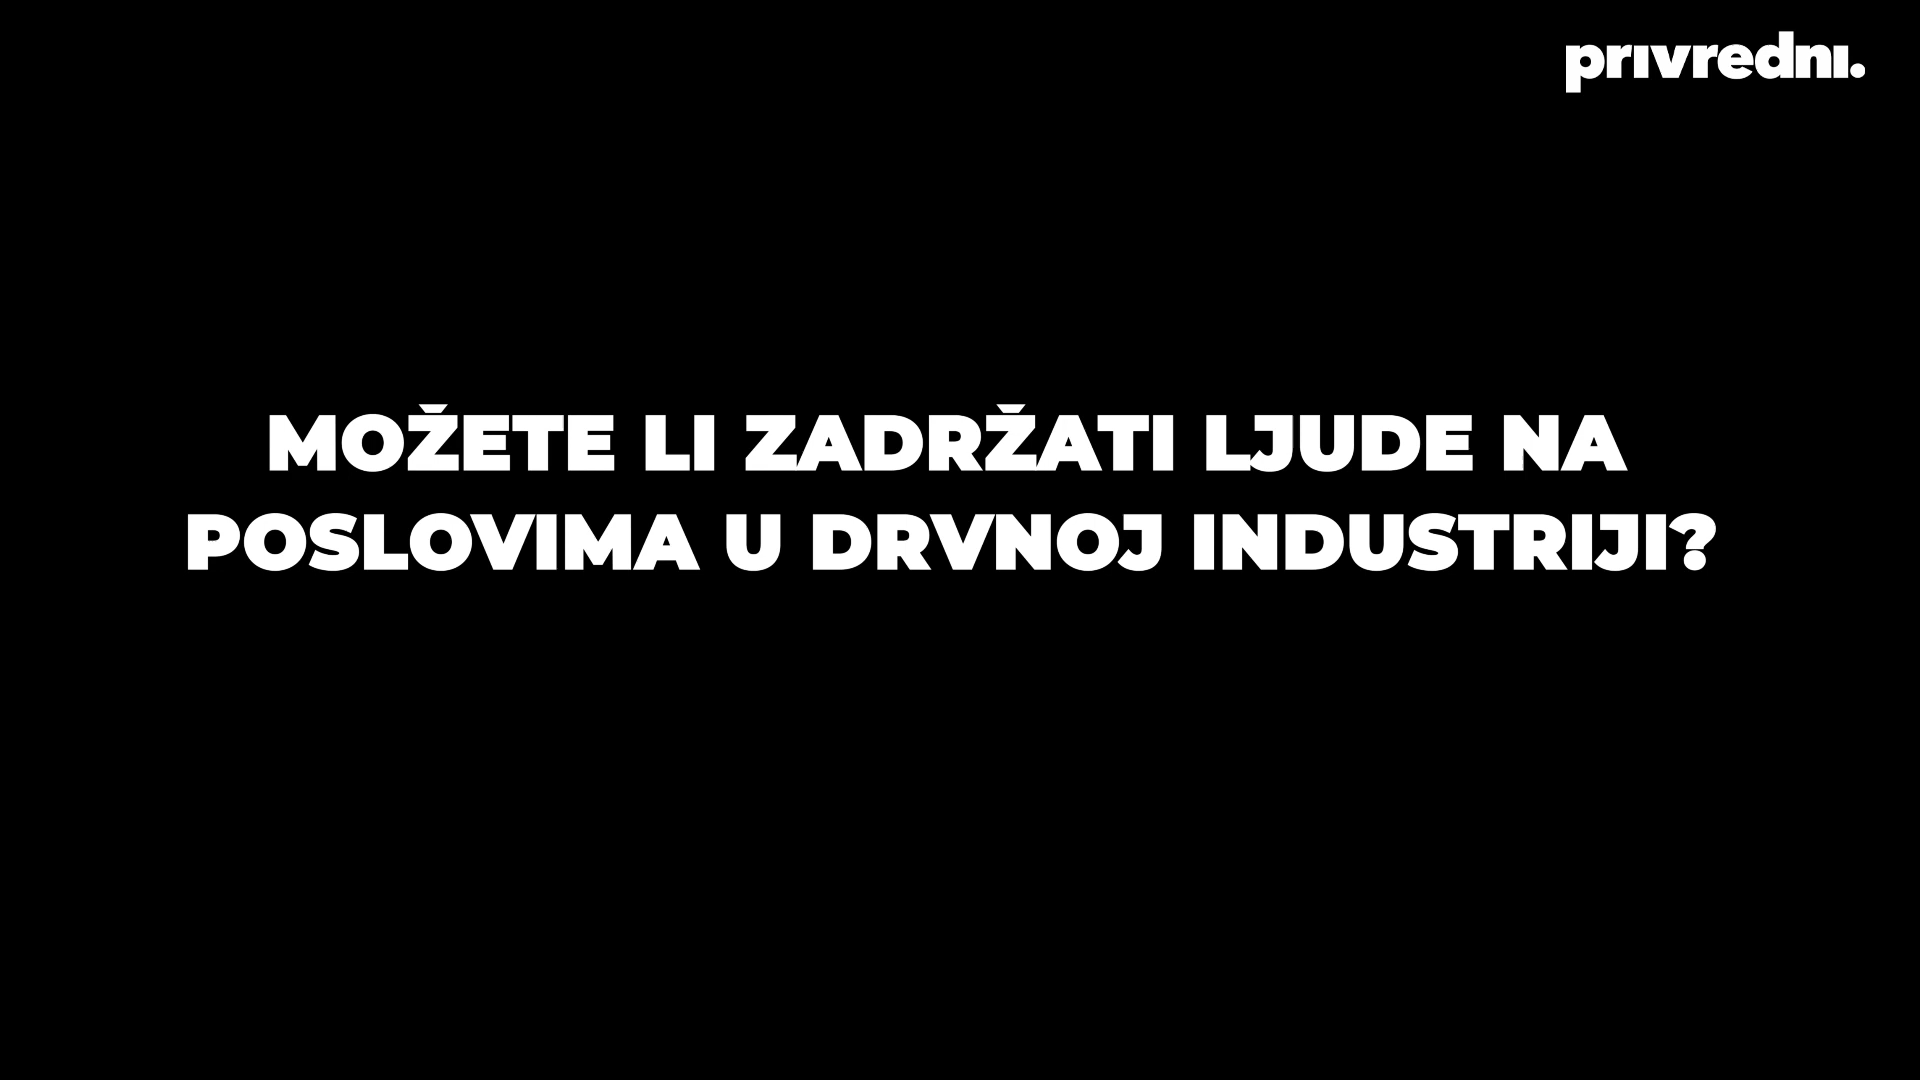 privredni.
MOŽETE LI ZADRŽATI LJUDE NA
POSLOVIMA U DRVNOJ INDUSTRIJI?